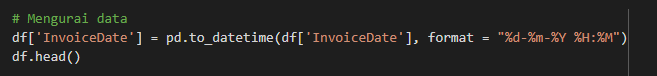 # Mengurai data
df['InvoiceDate'] = pd.to_datetime(df['InvoiceDate'], format = "%d-%m-%Y %H:%M")
df.head()